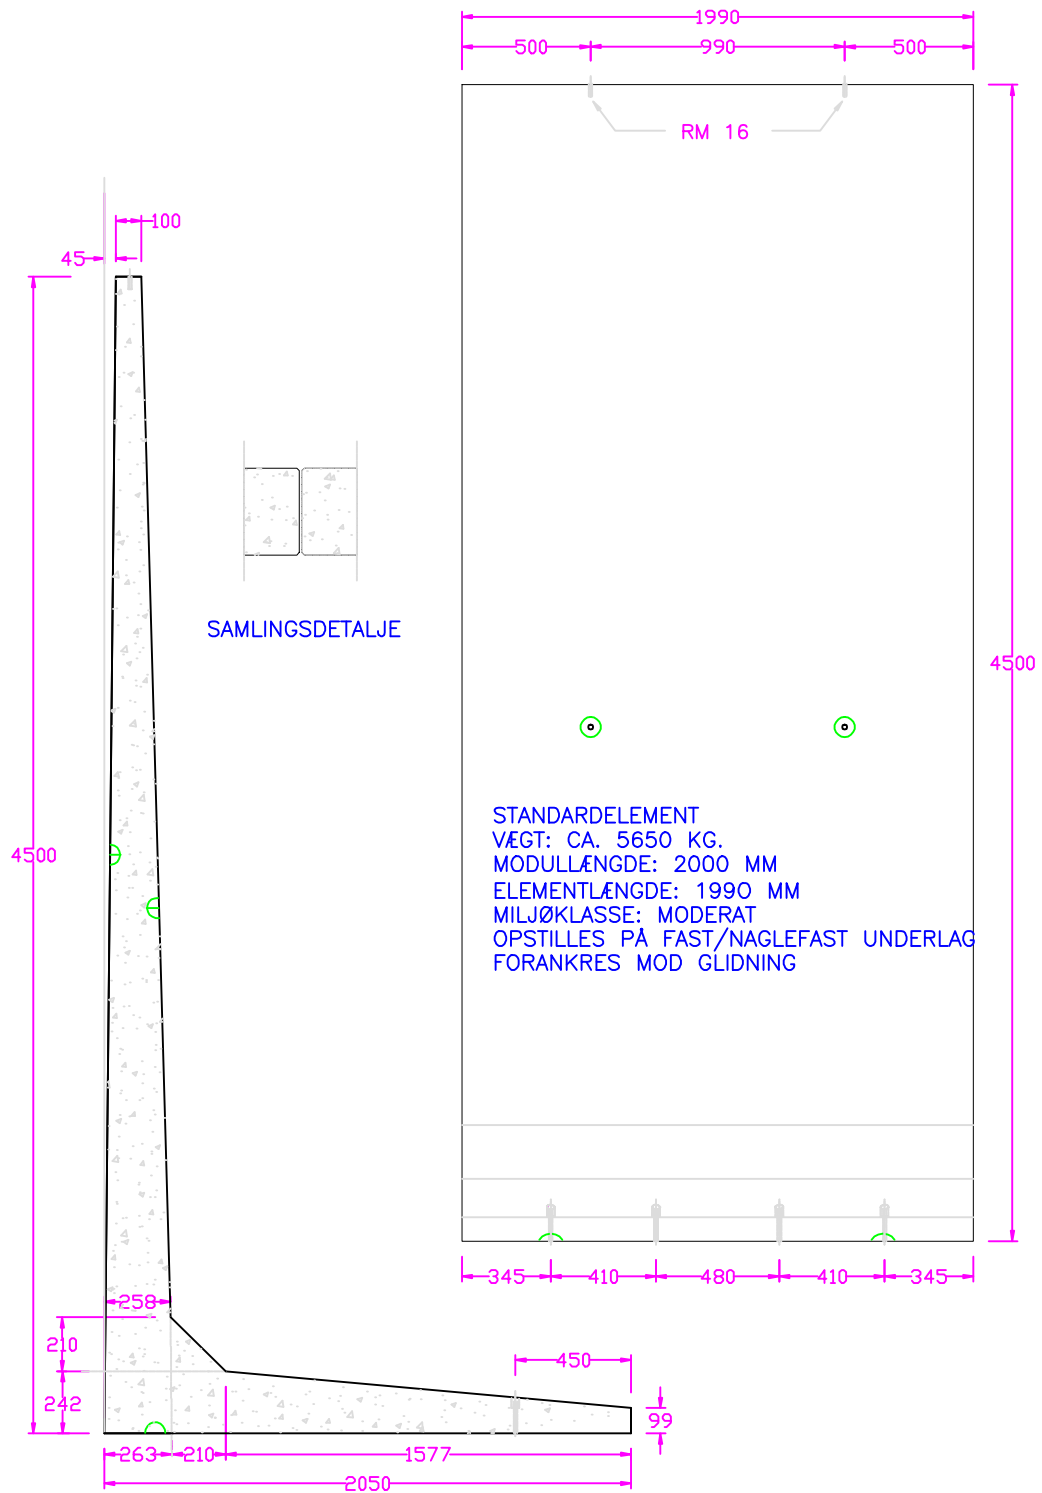 1990
500
990
500
RM 16
100
45
4500
4500
SAMLINGSDETALJE
STANDARDELEMENT
VÆGT: CA. 5650 KG.
MODULLÆNGDE: 2000 MM
ELEMENTLÆNGDE: 1990 MM
MILJØKLASSE: MODERAT
OPSTILLES PÅ FAST/NAGLEFAST UNDERLAG
FORANKRES MOD GLIDNING
345
410
480
410
345
258
210
450
242
99
263
210
1577
2050